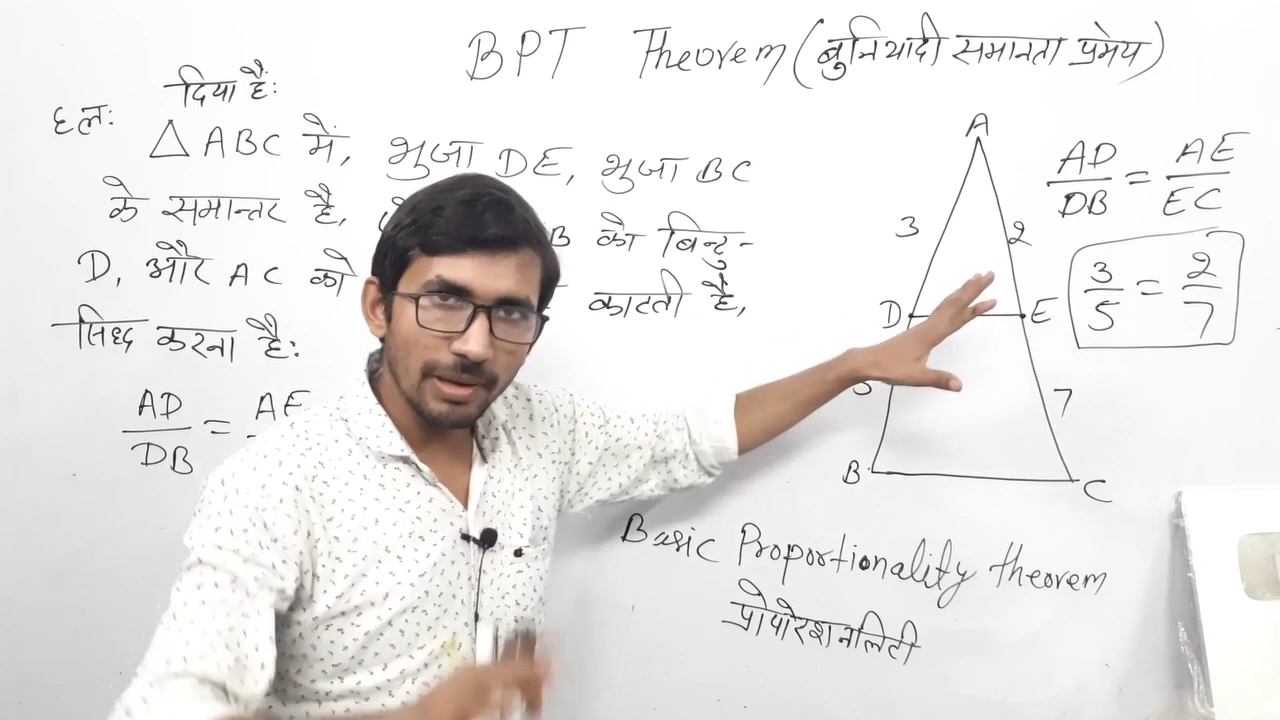 BPT Theorem (बुनियादी समानता प्रमेय)
हल:
दिया है:
△ABC में, भुजा DE, भुजा BC
के समान्तर है, B को बिन्दु-
D, और AC को काटती है,
सिध्द करना है:
AD/DB = AE
A
3
2
D
E
7
B
C
AD/DB = AE/EC
3/5 = 2/7
Basic Proportionality theorem
प्रोपोरशनलिटी